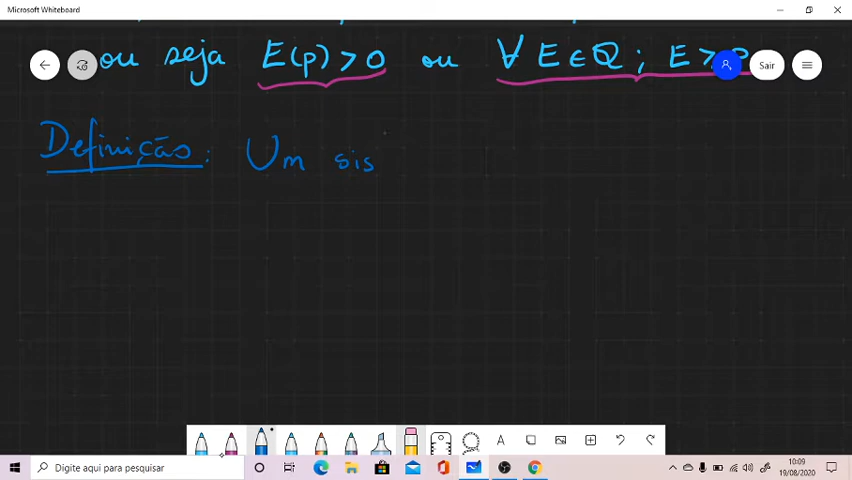 Microsoft Whiteboard
ou seja E(p) > 0 ou ∀ E ∈ Q ; E >
Sair
Definição: Um sis
A
Digite aqui para pesquisar
10:09
19/08/2020